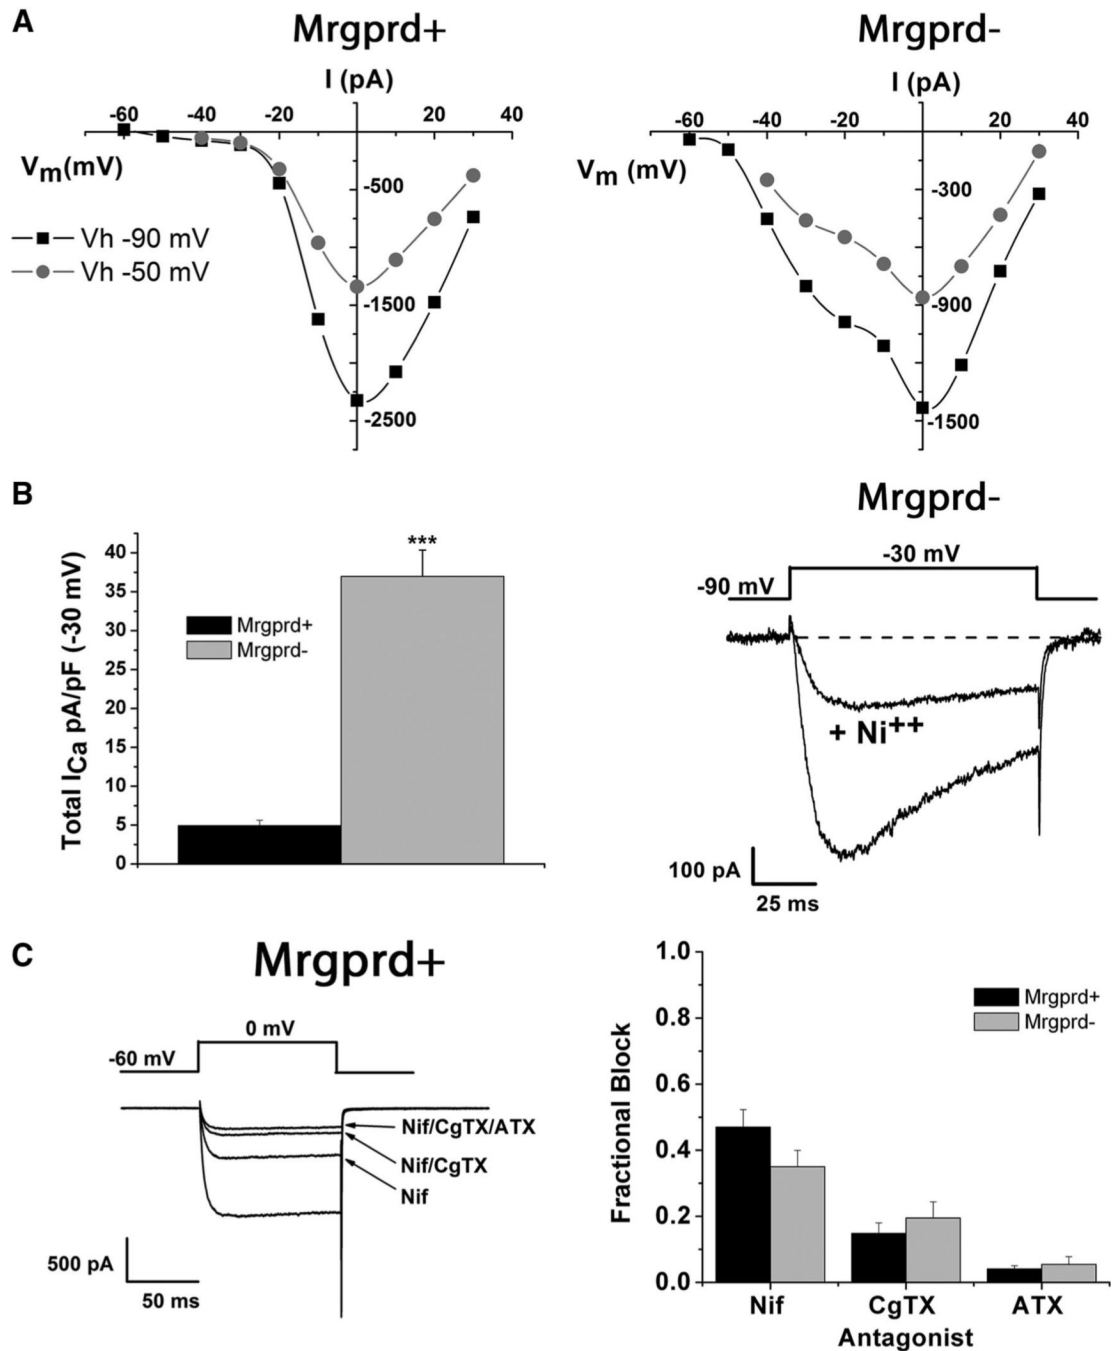 A
Mrgprd+
I (pA)
-60 -40 -20 20 40
Vm(mV)
-500
-1500
-2500
Vh -90 mV
Vh -50 mV
Mrgprd-
I (pA)
-60 -40 -20 20 40
Vm (mV)
-300
-900
-1500
B
Total ICa pA/pF (-30 mV)
40
35
30
25
20
15
10
5
0
***
Mrgprd+
Mrgprd-
Mrgprd-
-30 mV
-90 mV
+ Ni++
100 pA
25 ms
C
Mrgprd+
0 mV
-60 mV
Nif/CgTX/ATX
Nif/CgTX
Nif
500 pA
50 ms
Fractional Block
1.0
0.8
0.6
0.4
0.2
0.0
Mrgprd+
Mrgprd-
Nif CgTX ATX
Antagonist